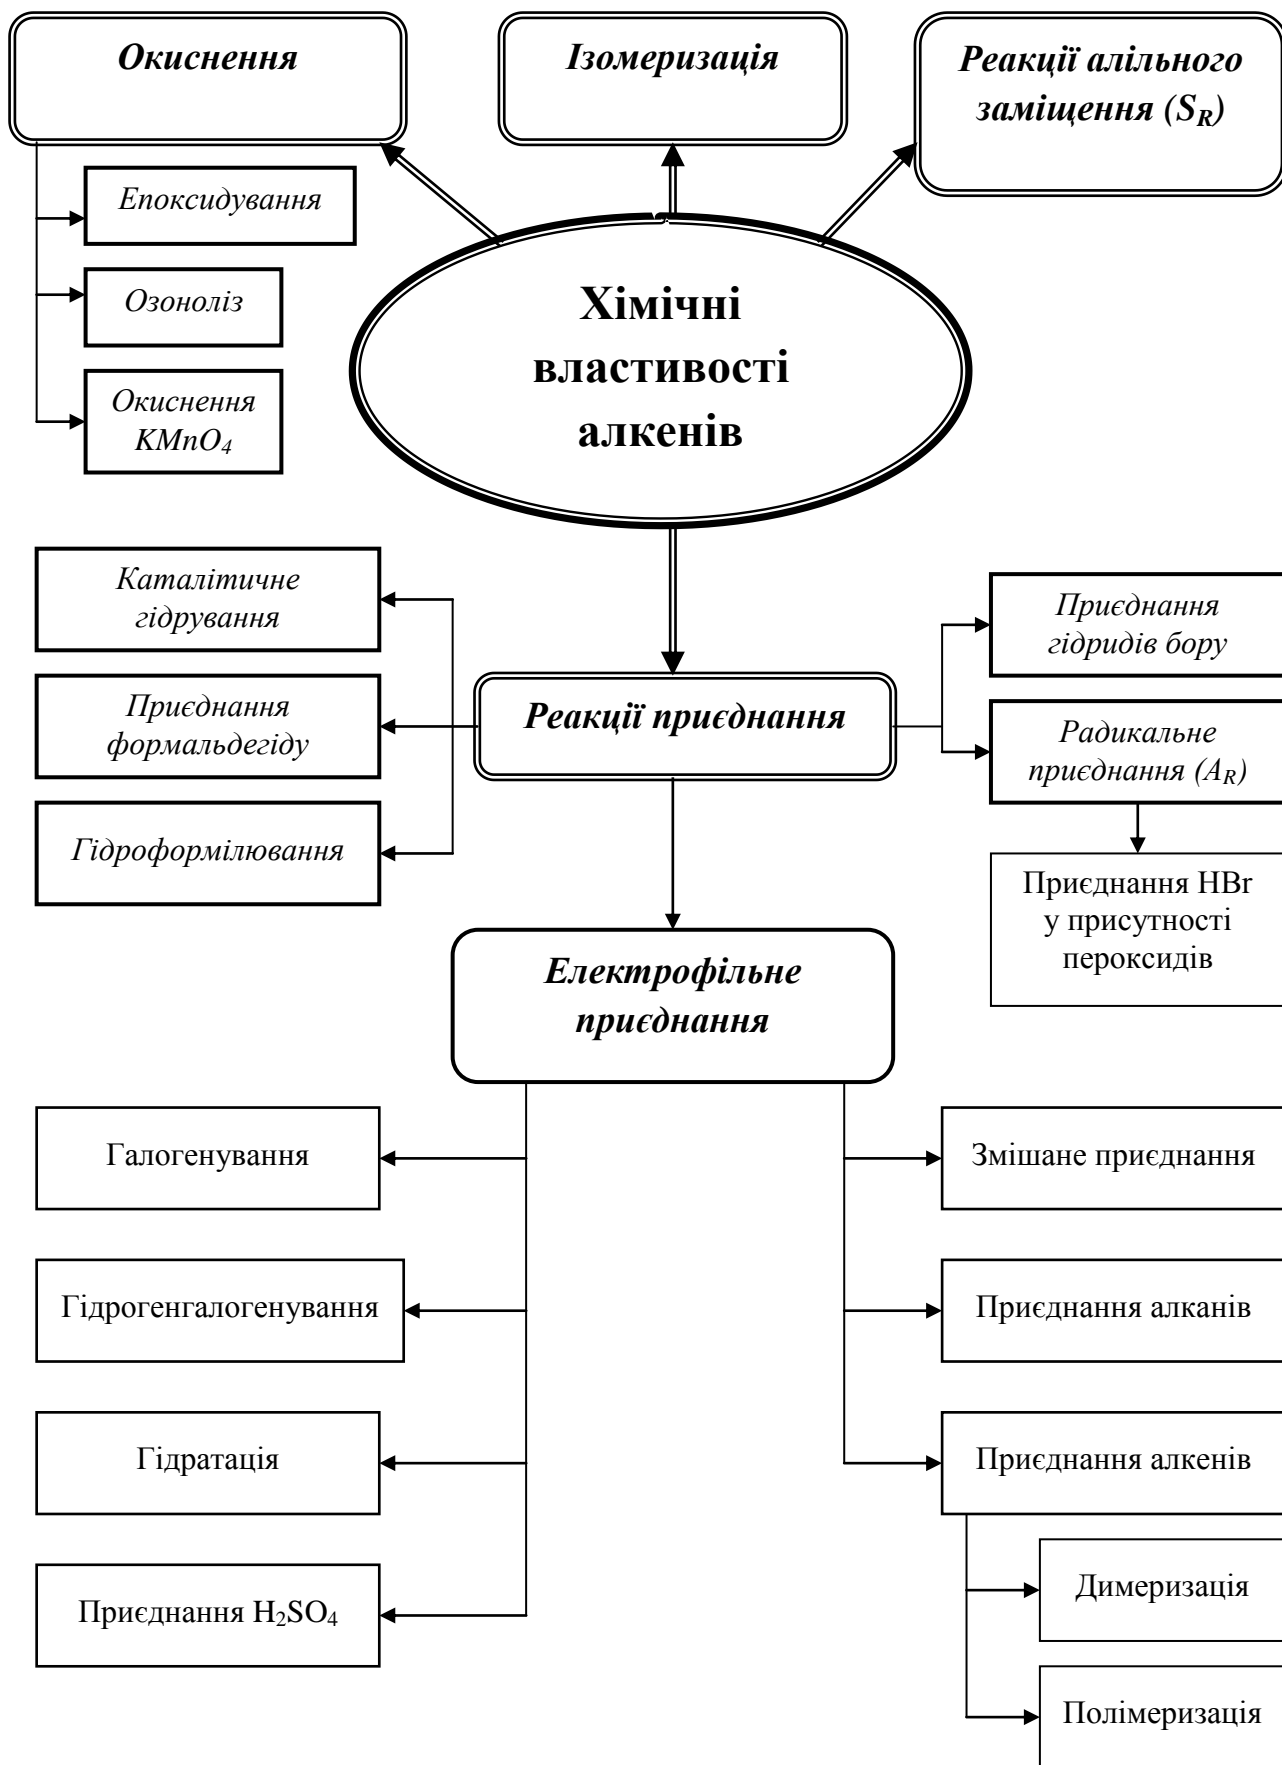 Окиснення
Ізомеризація
Реакції алільного
заміщення (S_R)
Епоксидування
Озоноліз
Окиснення
KMnO₄
Хімічні
властивості
алкенів
Каталітичне
гідрування
Приєднання
формальдегіду
Гідроформілювання
Реакції приєднання
Приєднання
гідридів бору
Радикальне
приєднання (A_R)
Приєднання HBr
у присутності
пероксидів
Електрофільне
приєднання
Галогенування
Гідрогенгалогенування
Гідратація
Приєднання H₂SO₄
Змішане приєднання
Приєднання алканів
Приєднання алкенів
Димеризація
Полімеризація